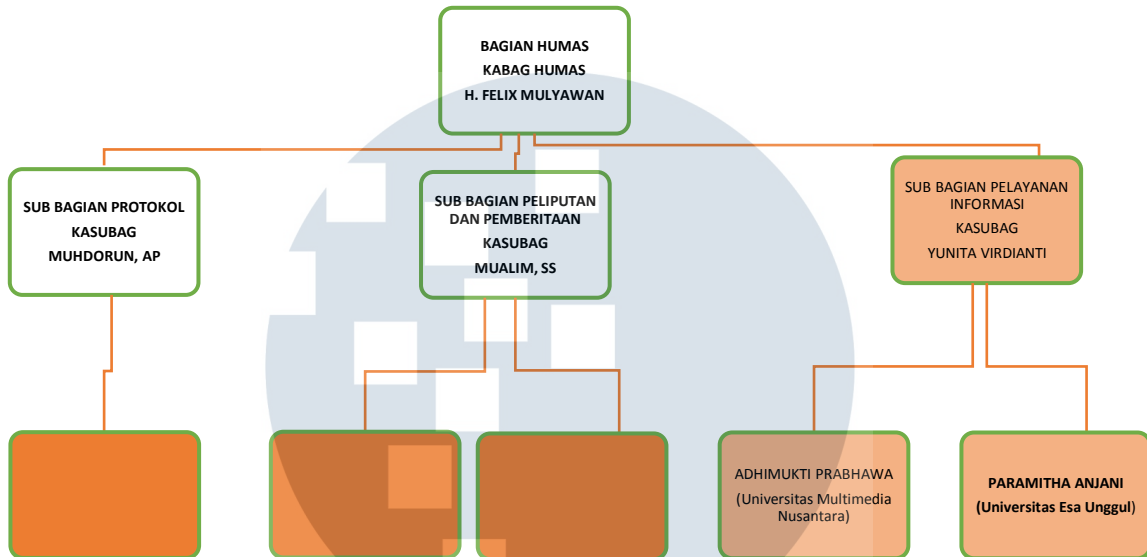 BAGIAN HUMAS
KABAG HUMAS
H. FELIX MULYAWAN
SUB BAGIAN PROTOKOL
KASUBAG
MUHDORUN, AP
SUB BAGIAN PELIPUTAN
DAN PEMBERITAAN
KASUBAG
MUALIM, SS
SUB BAGIAN PELAYANAN
INFORMASI
KASUBAG
YUNITA VIRDIANTI
ADHIMUKTI PRABHAWA
(Universitas Multimedia
Nusantara)
PARAMITHA ANJANI
(Universitas Esa Unggul)